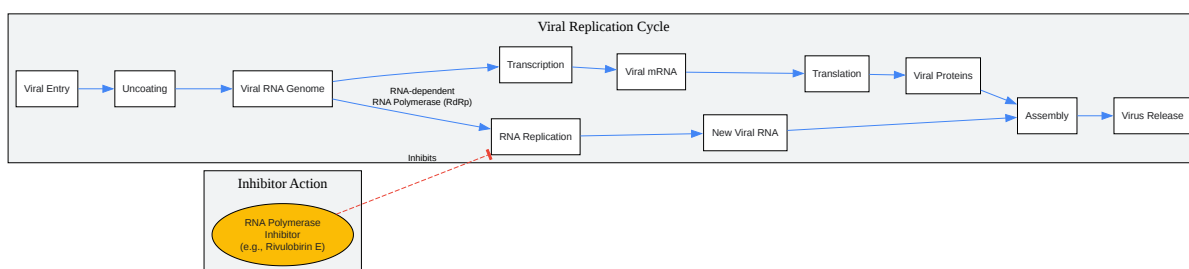 Viral Replication Cycle
Viral Entry
Uncoating
Viral RNA Genome
RNA-dependent
RNA Polymerase (RdRp)
Transcription
Viral mRNA
Translation
Viral Proteins
RNA Replication
New Viral RNA
Assembly
Virus Release
Inhibits
Inhibitor Action
RNA Polymerase
Inhibitor
(e.g., Rivulobirin E)